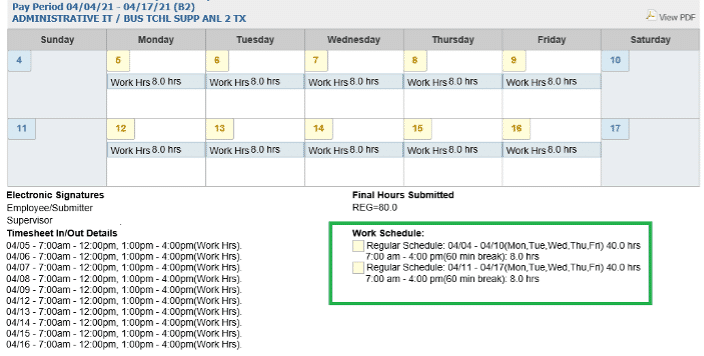 Pay Period 04/04/21 - 04/17/21 (B2)
ADMINISTRATIVE IT / BUS TCHL SUPP ANL 2 TX
View PDF
Sunday Monday Tuesday Wednesday Thursday Friday Saturday
4 5 6 7 8 9 10
Work Hrs 8.0 hrs Work Hrs 8.0 hrs Work Hrs 8.0 hrs Work Hrs 8.0 hrs Work Hrs 8.0 hrs
11 12 13 14 15 16 17
Work Hrs 8.0 hrs Work Hrs 8.0 hrs Work Hrs 8.0 hrs Work Hrs 8.0 hrs Work Hrs 8.0 hrs
Electronic Signatures
Employee/Submitter
Supervisor
Timesheet In/Out Details
04/05 - 7:00am - 12:00pm, 1:00pm - 4:00pm(Work Hrs).
04/06 - 7:00am - 12:00pm, 1:00pm - 4:00pm(Work Hrs).
04/07 - 7:00am - 12:00pm, 1:00pm - 4:00pm(Work Hrs).
04/08 - 7:00am - 12:00pm, 1:00pm - 4:00pm(Work Hrs).
04/09 - 7:00am - 12:00pm, 1:00pm - 4:00pm(Work Hrs).
04/12 - 7:00am - 12:00pm, 1:00pm - 4:00pm(Work Hrs).
04/13 - 7:00am - 12:00pm, 1:00pm - 4:00pm(Work Hrs).
04/14 - 7:00am - 12:00pm, 1:00pm - 4:00pm(Work Hrs).
04/15 - 7:00am - 12:00pm, 1:00pm - 4:00pm(Work Hrs).
04/16 - 7:00am - 12:00pm, 1:00pm - 4:00pm(Work Hrs).
Final Hours Submitted
REG=80.0
Work Schedule:
Regular Schedule: 04/04 - 04/10(Mon,Tue,Wed,Thu,Fri) 40.0 hrs
7:00 am - 4:00 pm(60 min break): 8.0 hrs
Regular Schedule: 04/11 - 04/17(Mon,Tue,Wed,Thu,Fri) 40.0 hrs
7:00 am - 4:00 pm(60 min break): 8.0 hrs